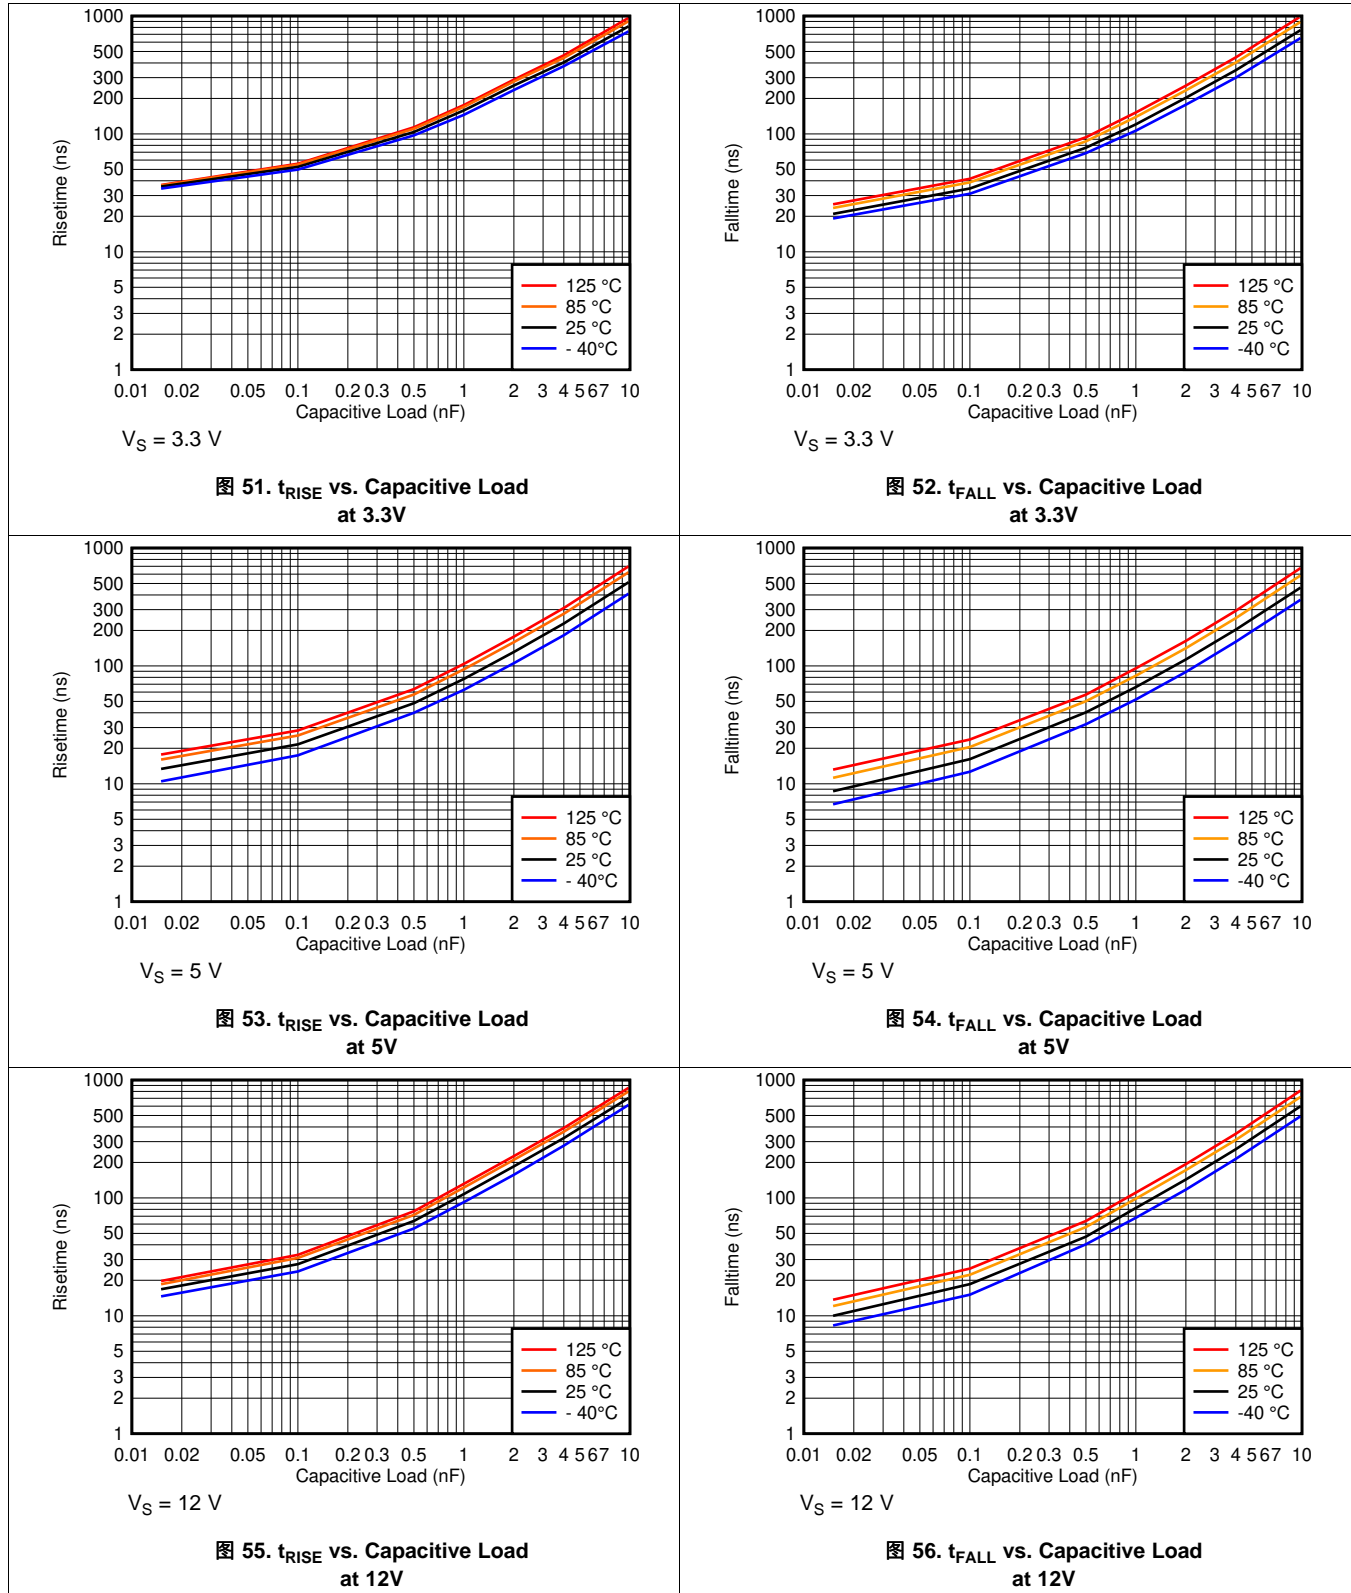 1000
500
300
200
100
50
30
20
10
5
3
2
1
Risetime (ns)
125 °C
85 °C
25 °C
- 40°C
0.01 0.02 0.05 0.1 0.2 0.3 0.5 1 2 3 4 5 6 7 10
Capacitive Load (nF)
VS = 3.3 V
图 51. tRISE vs. Capacitive Load
at 3.3V
1000
500
300
200
100
50
30
20
10
5
3
2
1
Falltime (ns)
125 °C
85 °C
25 °C
-40 °C
0.01 0.02 0.05 0.1 0.2 0.3 0.5 1 2 3 4 5 6 7 10
Capacitive Load (nF)
VS = 3.3 V
图 52. tFALL vs. Capacitive Load
at 3.3V
1000
500
300
200
100
50
30
20
10
5
3
2
1
Risetime (ns)
125 °C
85 °C
25 °C
- 40°C
0.01 0.02 0.05 0.1 0.2 0.3 0.5 1 2 3 4 5 6 7 10
Capacitive Load (nF)
VS = 5 V
图 53. tRISE vs. Capacitive Load
at 5V
1000
500
300
200
100
50
30
20
10
5
3
2
1
Falltime (ns)
125 °C
85 °C
25 °C
-40 °C
0.01 0.02 0.05 0.1 0.2 0.3 0.5 1 2 3 4 5 6 7 10
Capacitive Load (nF)
VS = 5 V
图 54. tFALL vs. Capacitive Load
at 5V
1000
500
300
200
100
50
30
20
10
5
3
2
1
Risetime (ns)
125 °C
85 °C
25 °C
- 40°C
0.01 0.02 0.05 0.1 0.2 0.3 0.5 1 2 3 4 5 6 7 10
Capacitive Load (nF)
VS = 12 V
图 55. tRISE vs. Capacitive Load
at 12V
1000
500
300
200
100
50
30
20
10
5
3
2
1
Falltime (ns)
125 °C
85 °C
25 °C
-40 °C
0.01 0.02 0.05 0.1 0.2 0.3 0.5 1 2 3 4 5 6 7 10
Capacitive Load (nF)
VS = 12 V
图 56. tFALL vs. Capacitive Load
at 12V